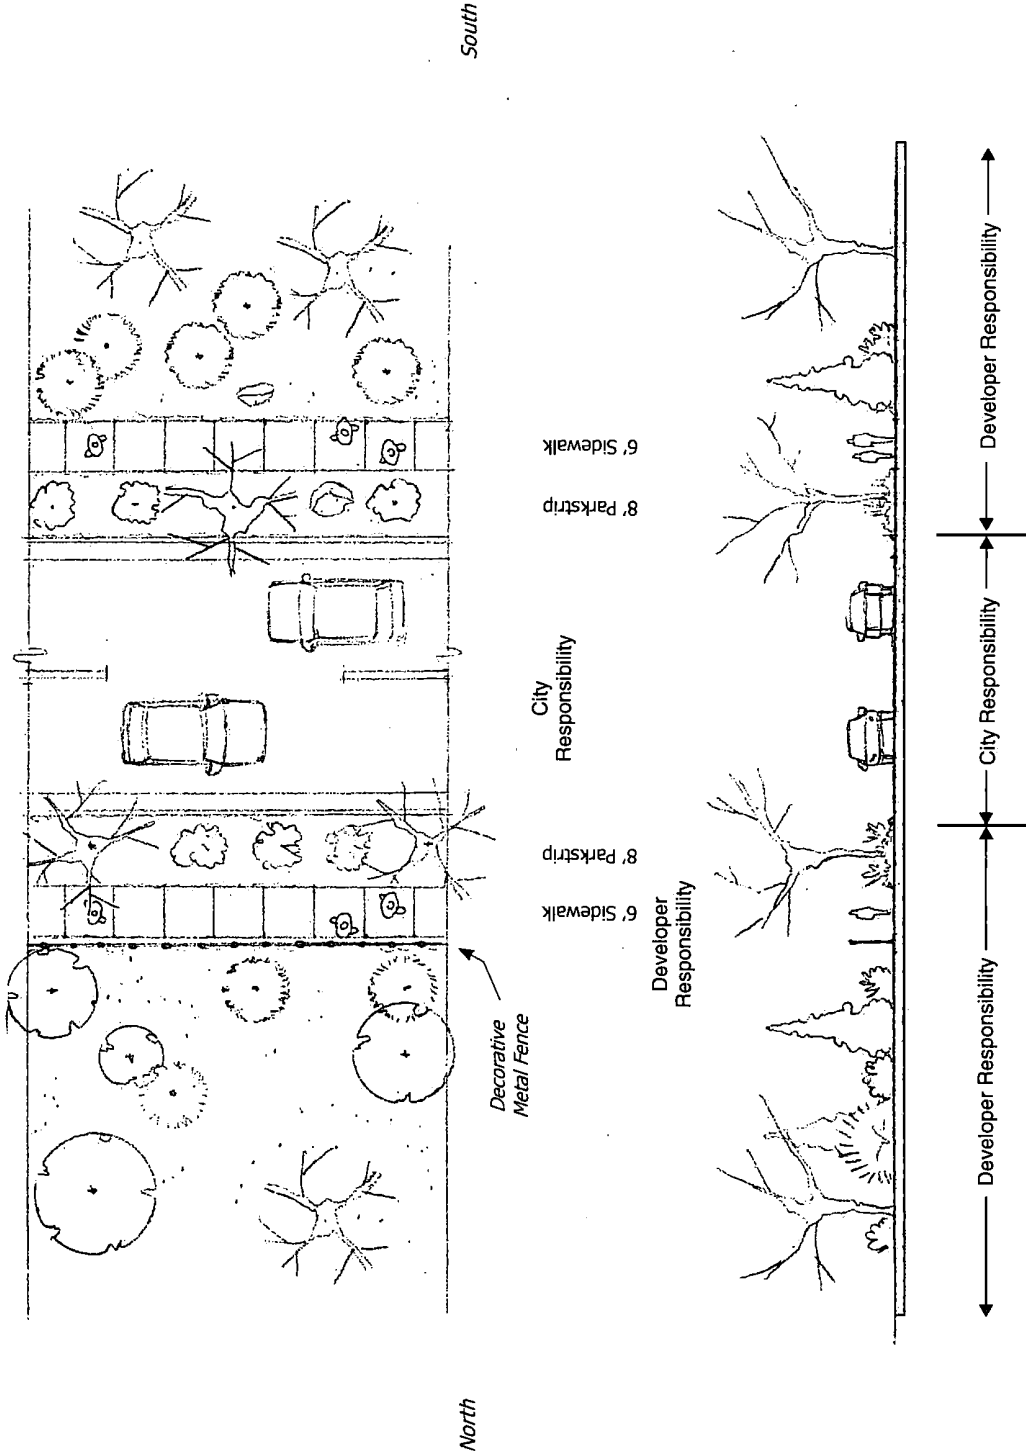 North
South
Decorative
Metal Fence
6' Sidewalk
8' Parkstrip
City
Responsibility
8' Parkstrip
6' Sidewalk
Developer
Responsibility
Developer Responsibility
City Responsibility
Developer Responsibility